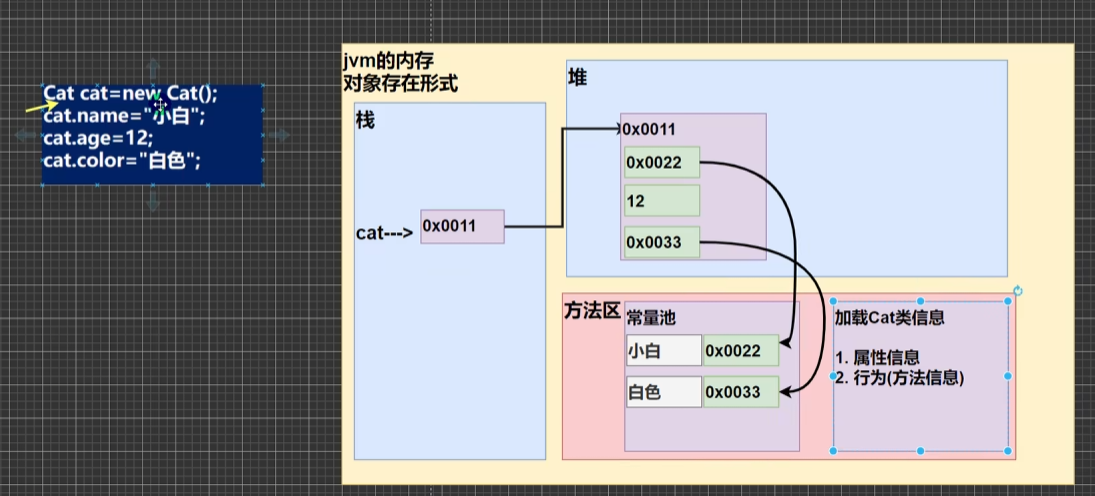 Cat cat=new Cat();
cat.name="小白";
cat.age=12;
cat.color="白色";
jvm的内存
对象存在形式
栈
cat--->
0x0011
堆
0x0011
0x0022
12
0x0033
方法区
常量池
小白
0x0022
白色
0x0033
加载Cat类信息
1. 属性信息
2. 行为(方法信息)